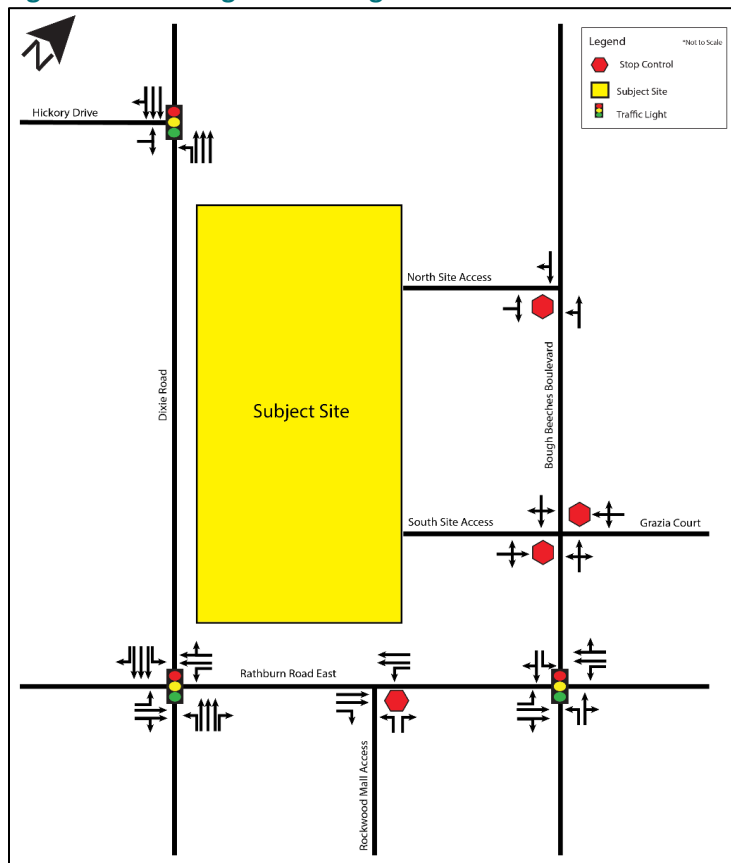 N
Legend
*Not to Scale
Stop Control
Subject Site
Traffic Light
Hickory Drive
North Site Access
Dixie Road
Subject Site
Bough Beeches Boulevard
South Site Access
Grazia Court
Rathburn Road East
Rockwood Mall Access